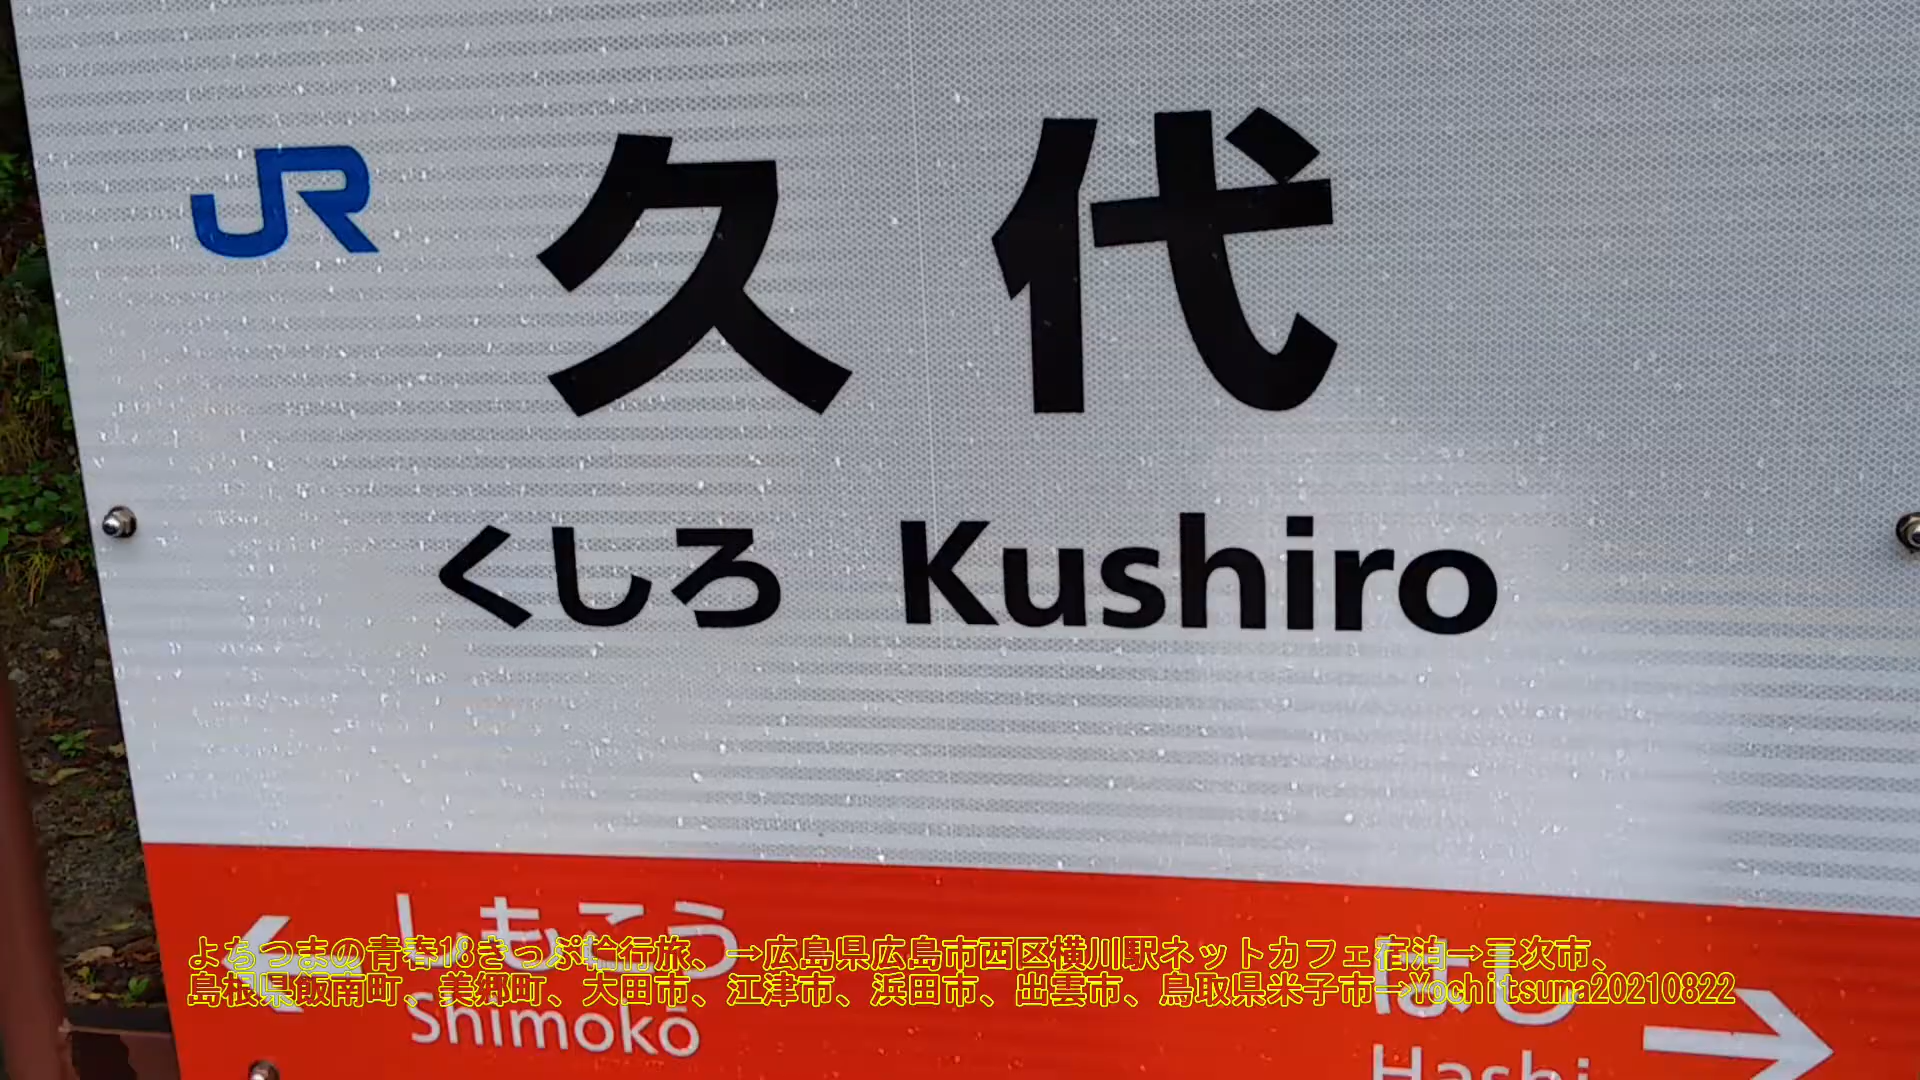 JR
久代
くしろ Kushiro
しもこう
Shimokō
はし
Hashi
よちつまの青春18きっぷ輪行旅、→広島県広島市西区横川駅ネットカフェ宿泊→三次市、
島根県飯南町、美郷町、大田市、江津市、浜田市、出雲市、鳥取県米子市→Yochitsuma20210822